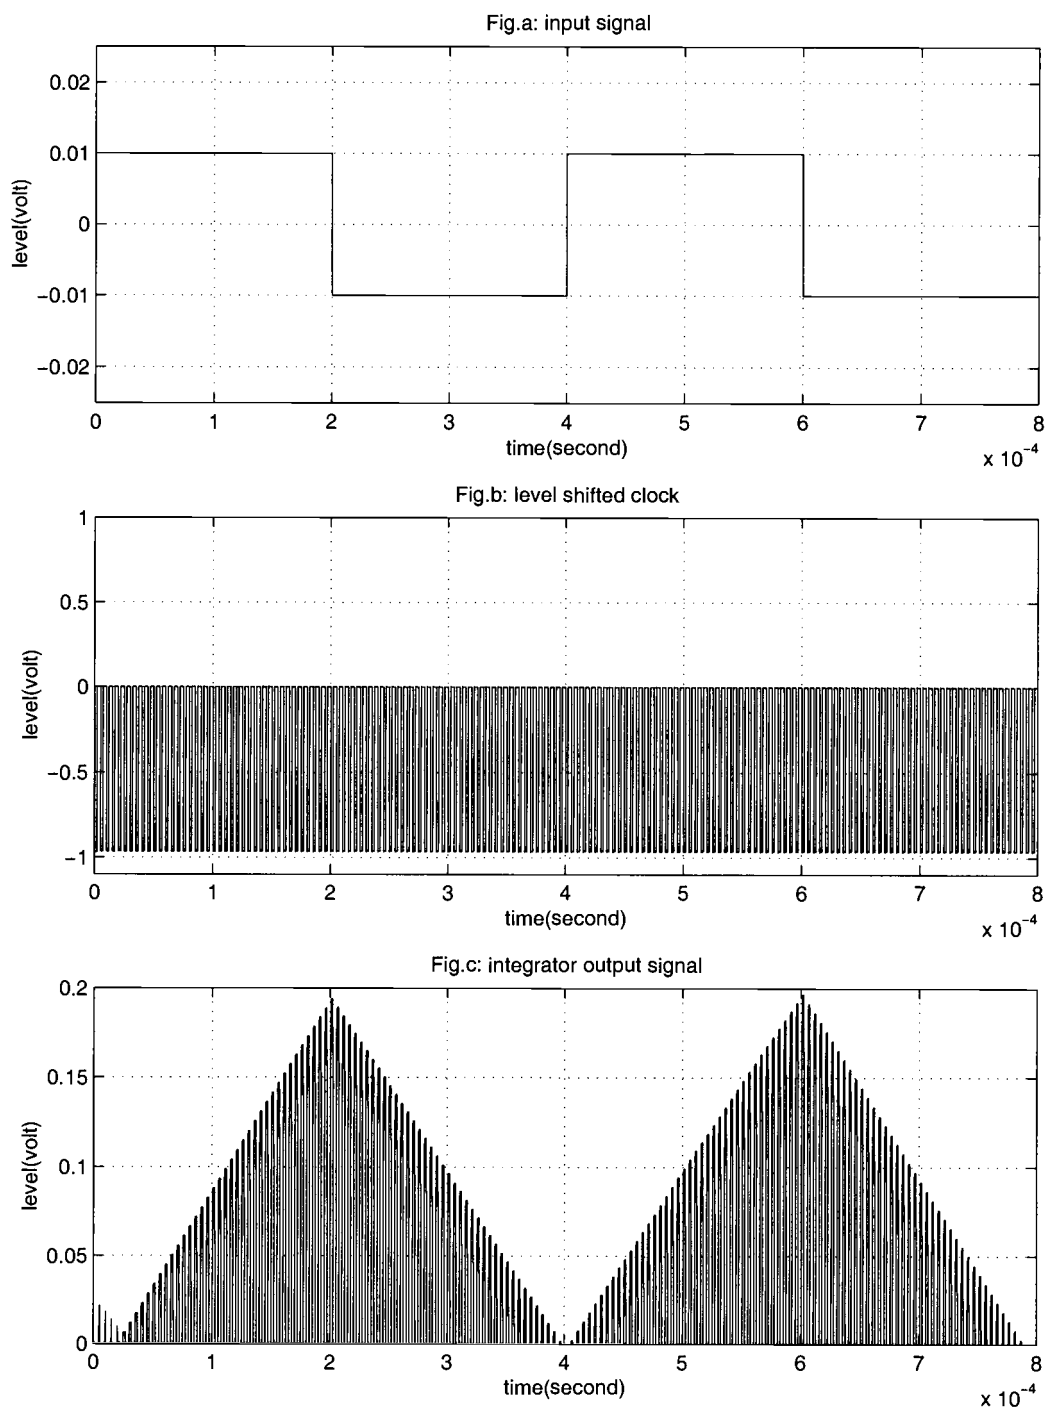 Fig.a: input signal
0.02
0.01
0
−0.01
−0.02
level(volt)
0 1 2 3 4 5 6 7 8
time(second)
x 10⁻⁴
Fig.b: level shifted clock
1
0.5
0
−0.5
−1
level(volt)
0 1 2 3 4 5 6 7 8
time(second)
x 10⁻⁴
Fig.c: integrator output signal
0.2
0.15
0.1
0.05
0
level(volt)
0 1 2 3 4 5 6 7 8
time(second)
x 10⁻⁴